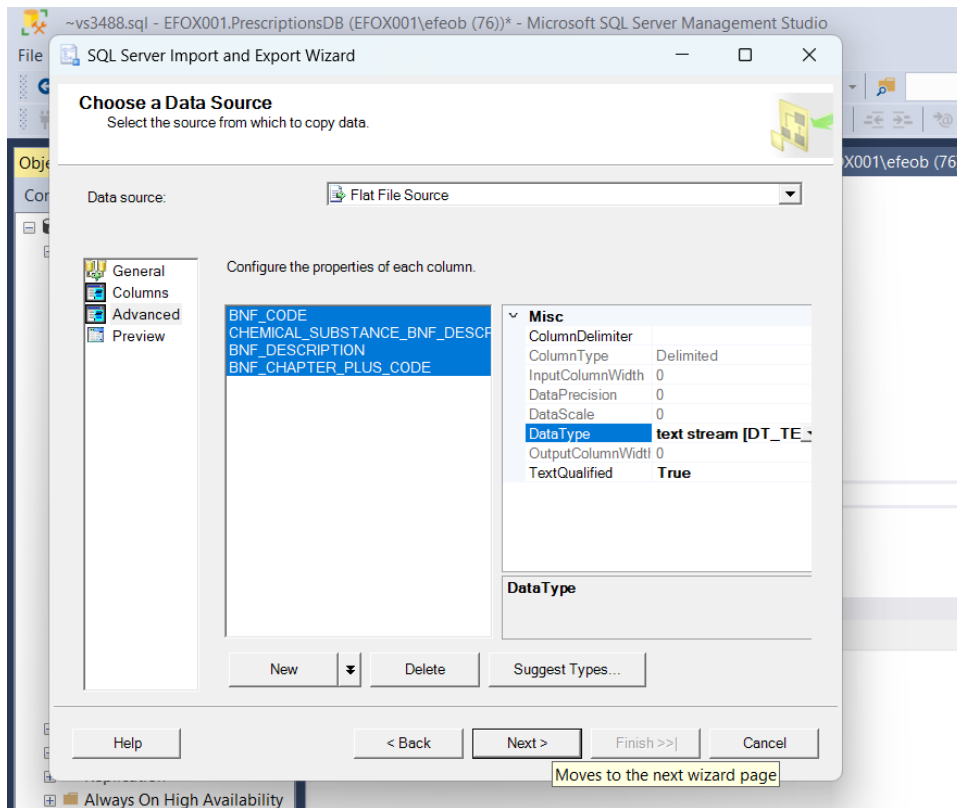 ~vs3488.sql - EFOX001.PrescriptionsDB (EFOX001\efeob (76))* - Microsoft SQL Server Management Studio
File
SQL Server Import and Export Wizard
Choose a Data Source
Select the source from which to copy data.
Obje
X001\efeob (76
Data source:
Flat File Source
General
Columns
Advanced
Preview
Configure the properties of each column.
BNF_CODE
CHEMICAL_SUBSTANCE_BNF_DESCR
BNF_DESCRIPTION
BNF_CHAPTER_PLUS_CODE
Misc
ColumnDelimiter
ColumnType Delimited
InputColumnWidth 0
DataPrecision 0
DataScale 0
DataType text stream [DT_TE
OutputColumnWidtl 0
TextQualified True
DataType
New
Delete
Suggest Types...
Help
< Back
Next >
Finish >>|
Cancel
Moves to the next wizard page
Always On High Availability